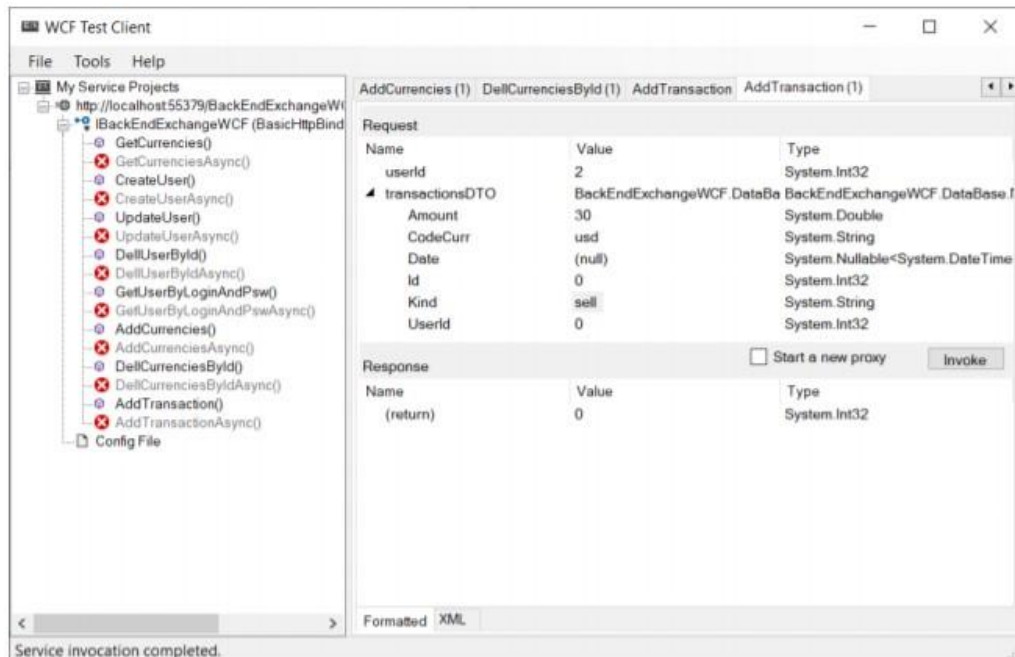 WCF Test Client
File Tools Help
My Service Projects
http://localhost:55379/BackEndExchangeW(
IBackEndExchangeWCF (BasicHttpBind
GetCurrencies()
GetCurrenciesAsync()
CreateUser()
CreateUserAsync()
UpdateUser()
UpdateUserAsync()
DellUserById()
DellUserByIdAsync()
GetUserByLoginAndPsw()
GetUserByLoginAndPswAsync()
AddCurrencies()
AddCurrenciesAsync()
DellCurrenciesById()
DellCurrenciesByIdAsync()
AddTransaction()
AddTransactionAsync()
Config File
AddCurrencies (1) DellCurrenciesById (1) AddTransaction AddTransaction (1)
Request
Name Value Type
userId 2 System.Int32
transactionsDTO BackEndExchangeWCF.DataBa BackEndExchangeWCF.DataBase.
Amount 30 System.Double
CodeCurr usd System.String
Date (null) System.Nullable<System.DateTime
Id 0 System.Int32
Kind sell System.String
UserId 0 System.Int32
Response
Start a new proxy Invoke
Name Value Type
(return) 0 System.Int32
Formatted XML
Service invocation completed.